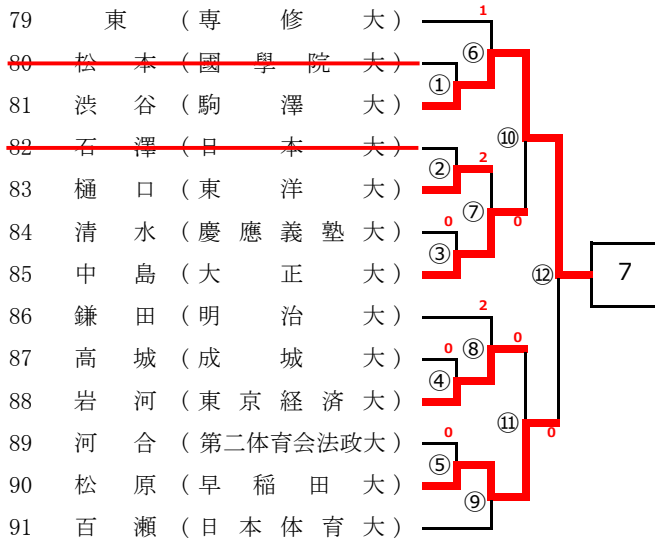 79 東 （専修大） 1
⑥
80 松本（國學院大）
①
81 渋谷（駒澤大）
⑩
82 石澤（日本大）
② 2
83 樋口（東洋大）
⑦ 0
84 清水（慶應義塾大） 0
③
85 中島（大正大）
⑫ 7
86 鎌田（明治大） 2
⑧ 0
87 高城（成城大） 0
④
88 岩河（東京経済大）
⑪ 0
89 河合（第二体育会法政大） 0
⑤
90 松原（早稲田大）
⑨
91 百瀬（日本体育大）